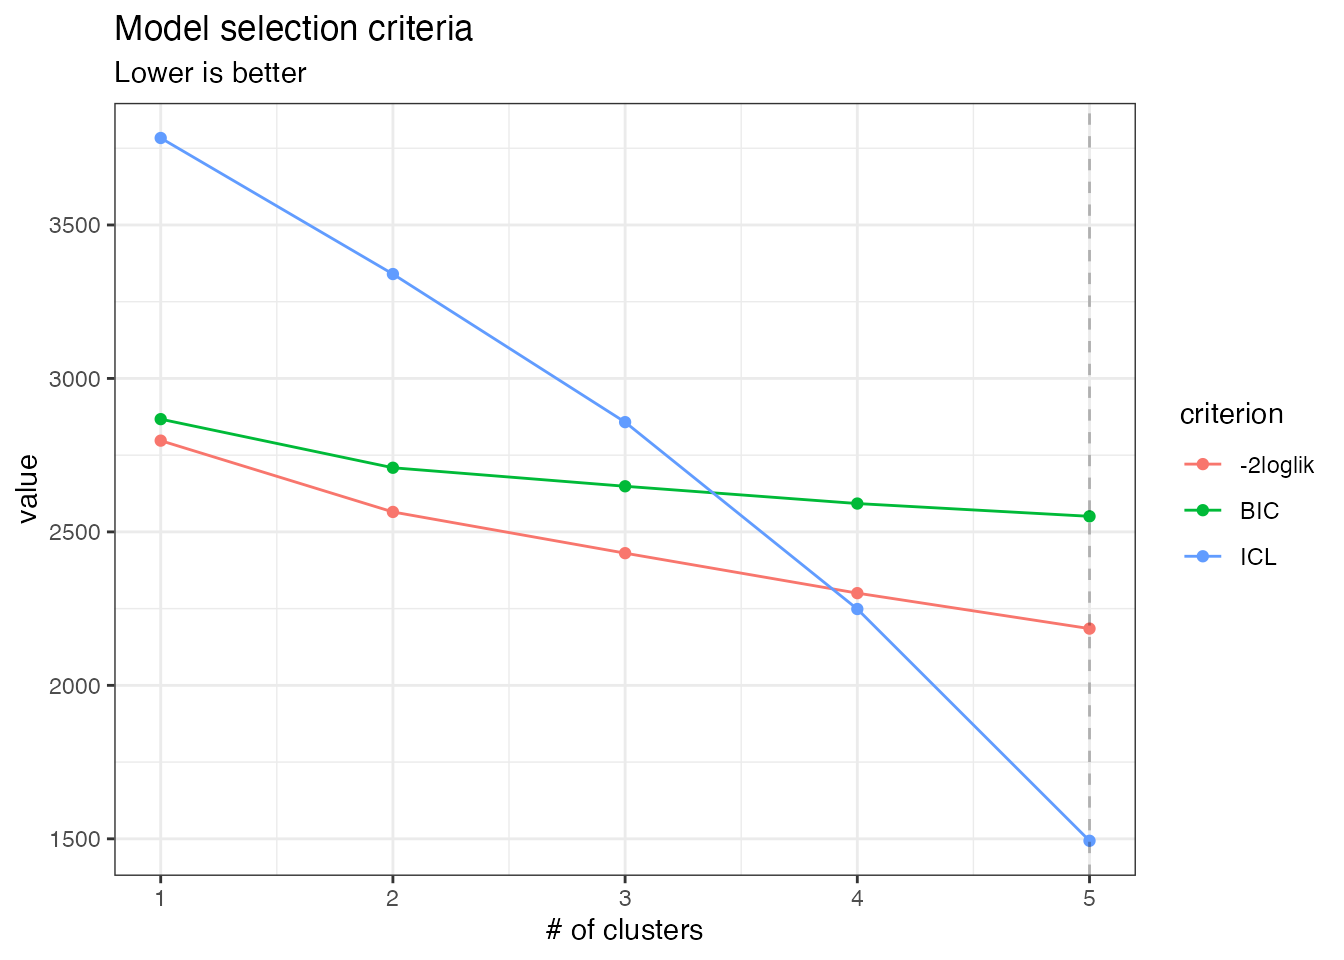 Model selection criteria
Lower is better
3500
3000
2500
2000
1500
value
1 2 3 4 5
# of clusters
criterion
-2loglik
BIC
ICL